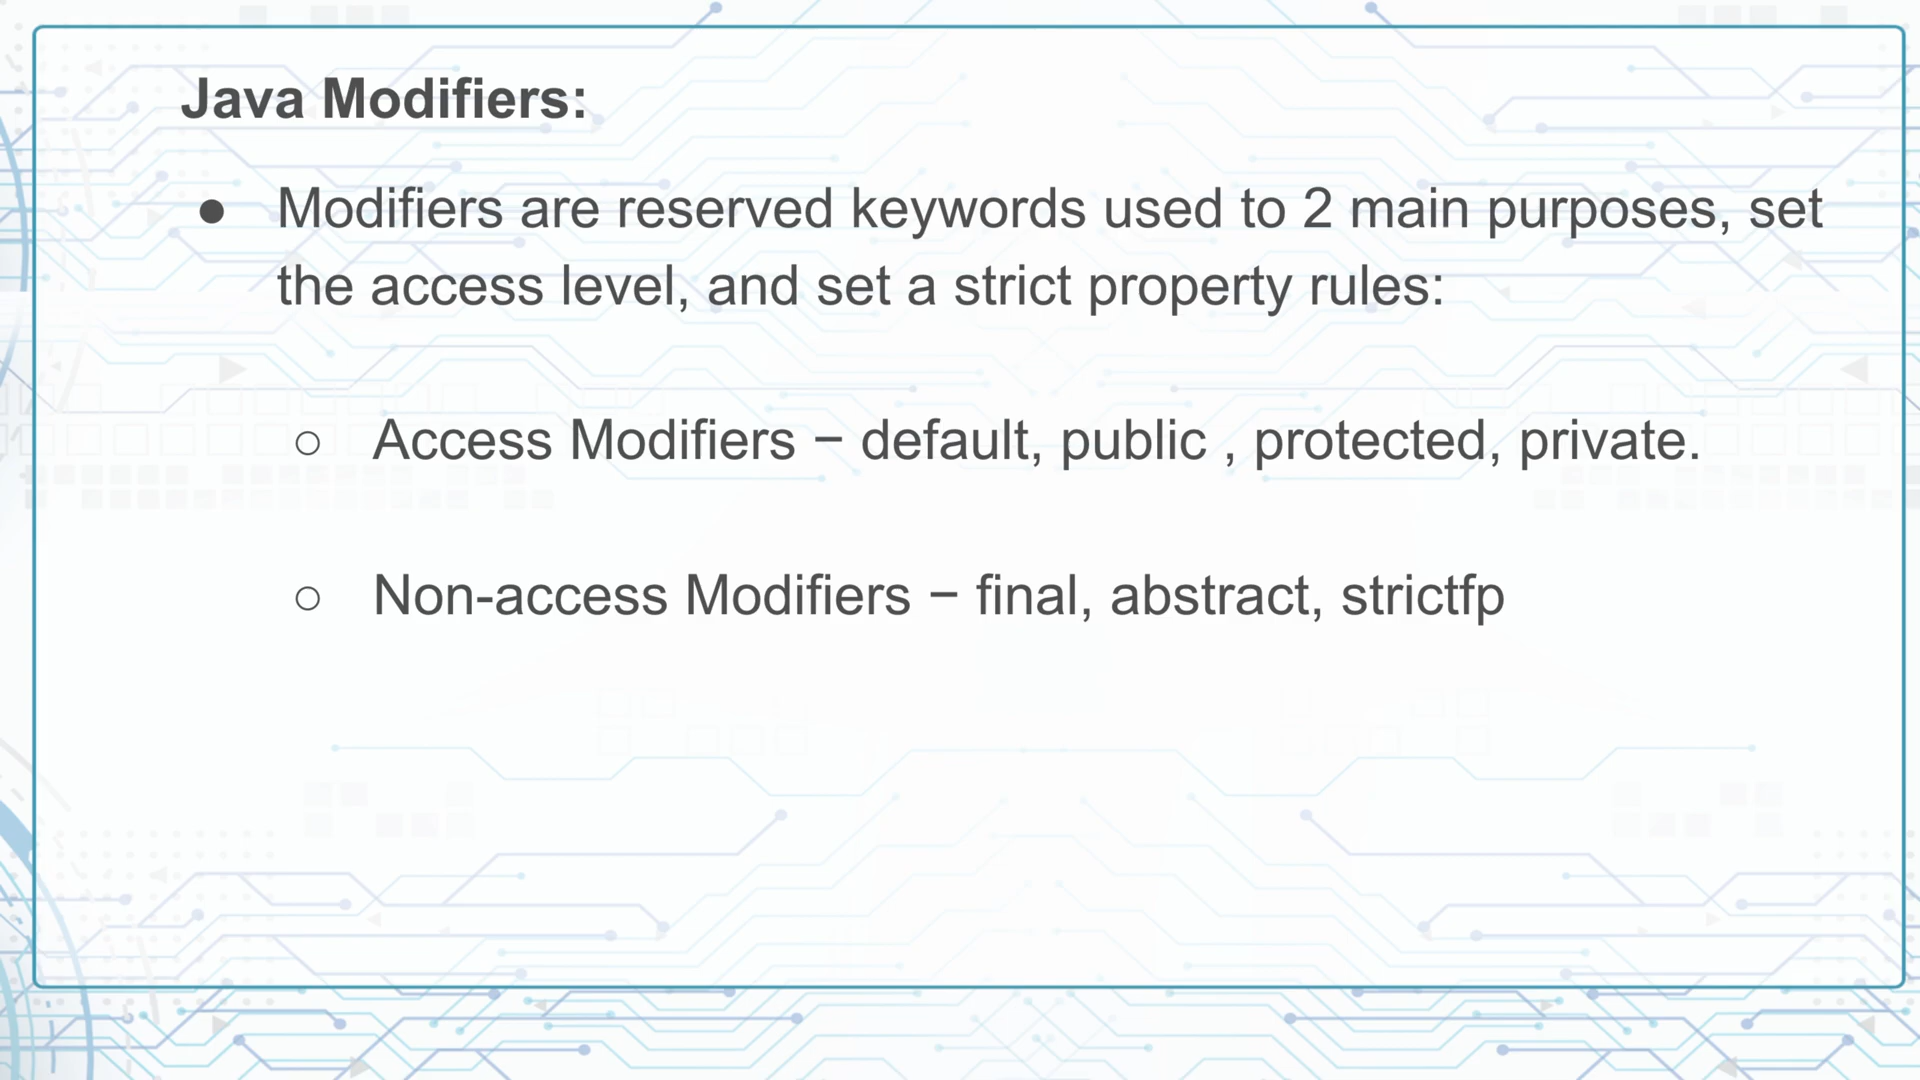 Java Modifiers:
● Modifiers are reserved keywords used to 2 main purposes, set
the access level, and set a strict property rules:
○ Access Modifiers − default, public , protected, private.
○ Non-access Modifiers − final, abstract, strictfp